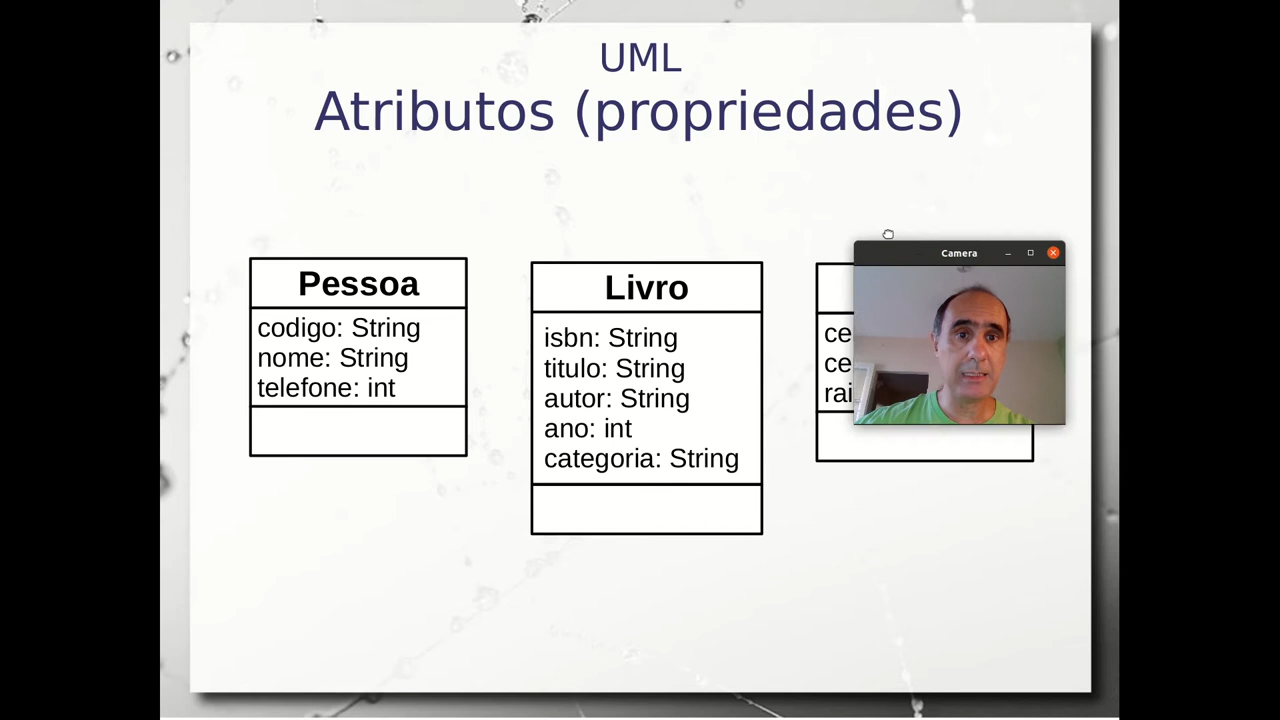 UML
Atributos (propriedades)
Pessoa
codigo: String
nome: String
telefone: int
Livro
isbn: String
titulo: String
autor: String
ano: int
categoria: String
Camera